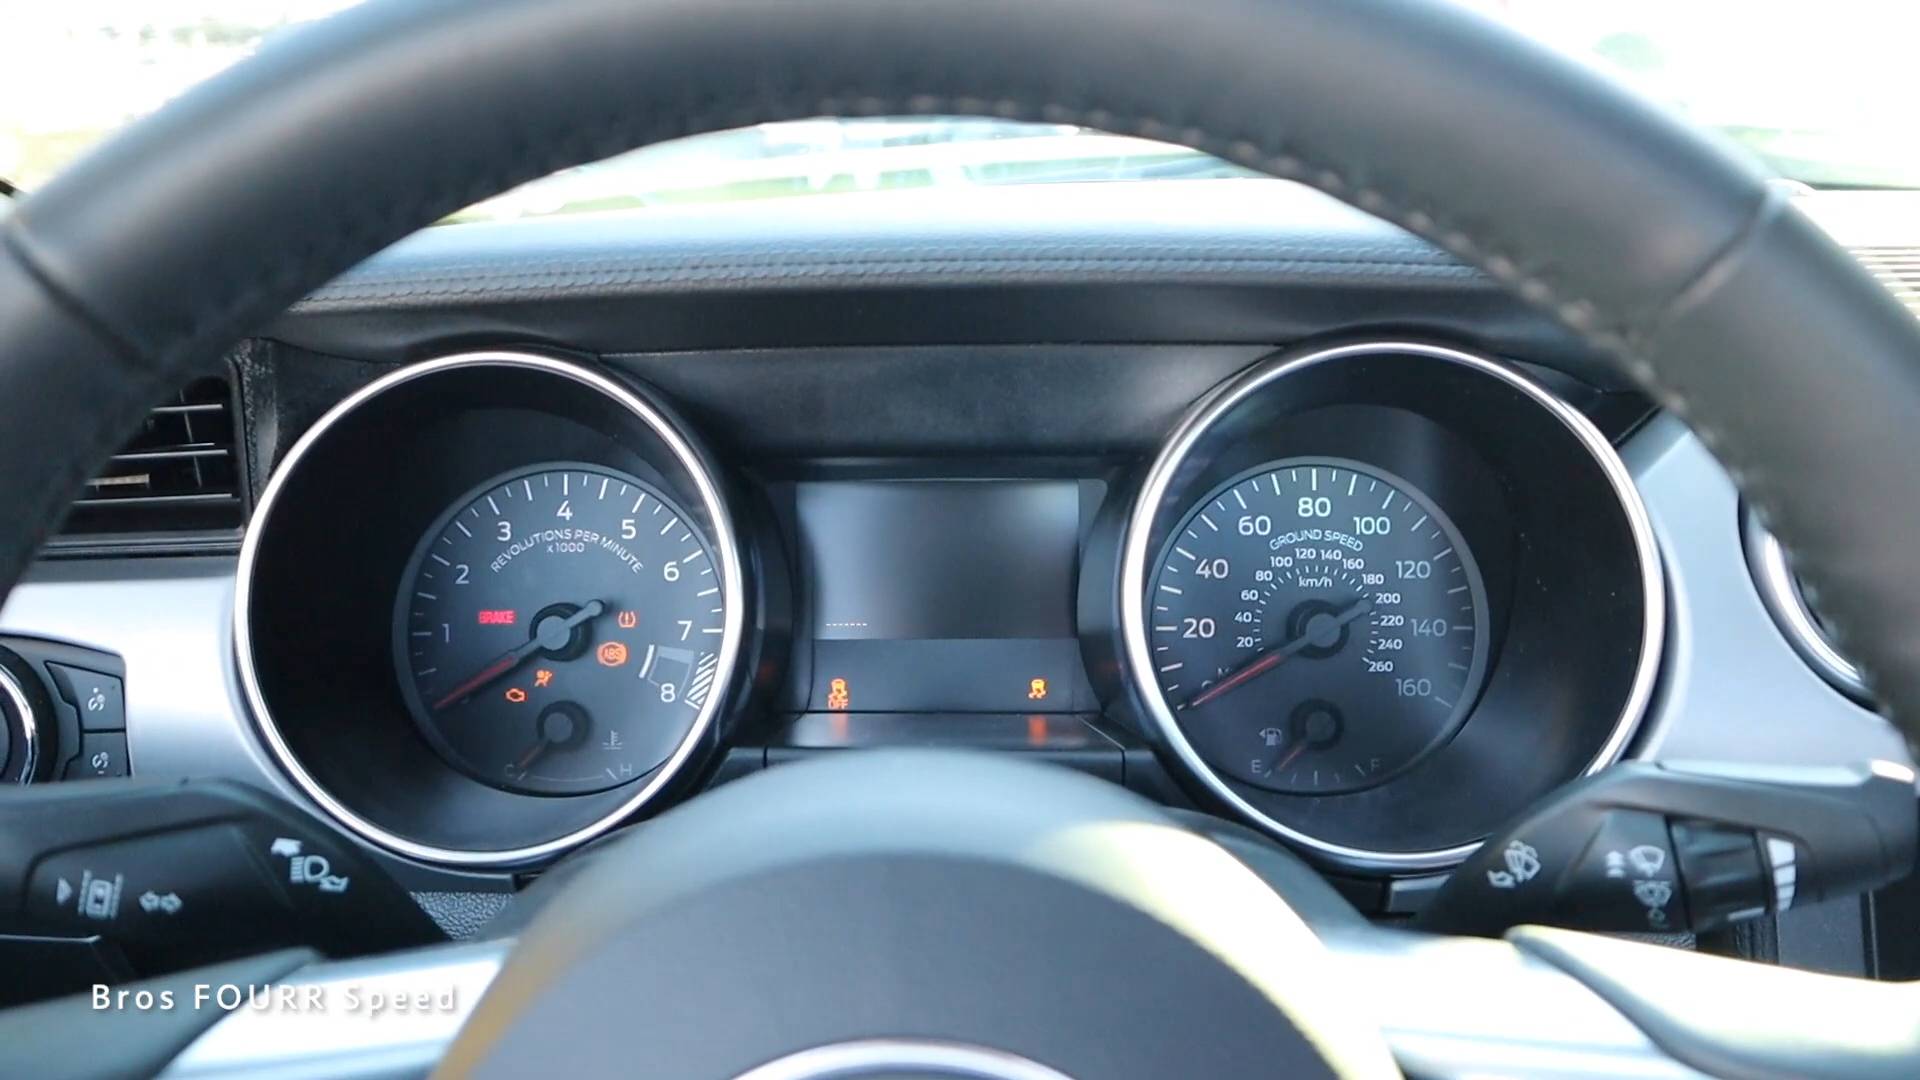 4
3 5
REVOLUTIONS PER MINUTE
x1000
2 6
BRAKE
1 7
ABS
8
C H
OFF
80
60 100
GROUND SPEED
120 140
100 160
40 80 km/h 180 120
60 200
20 40 220 140
20 240
260
160
E F
Bros FOURR Speed